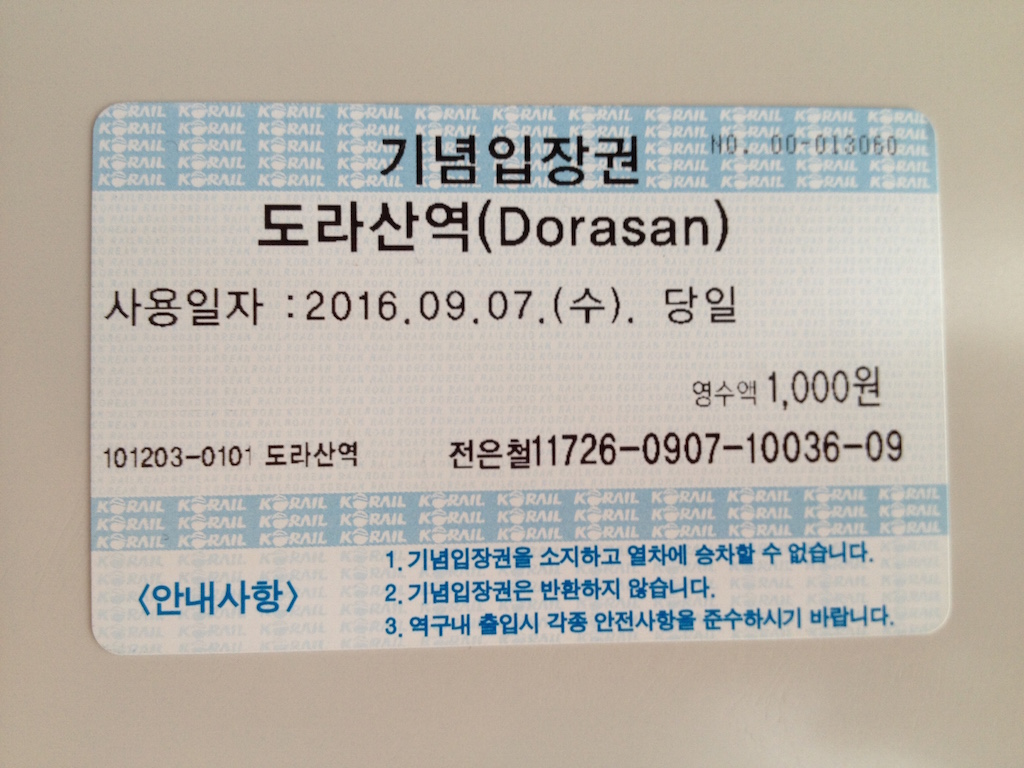 NO. 00-013060
기념입장권
도라산역(Dorasan)
사용일자 :2016.09.07.(수). 당일
영수액 1,000원
101203-0101 도라산역 전은철11726-0907-10036-09
<안내사항>
1. 기념입장권을 소지하고 열차에 승차할 수 없습니다.
2. 기념입장권은 반환하지 않습니다.
3. 역구내 출입시 각종 안전사항을 준수하시기 바랍니다.
KORAIL